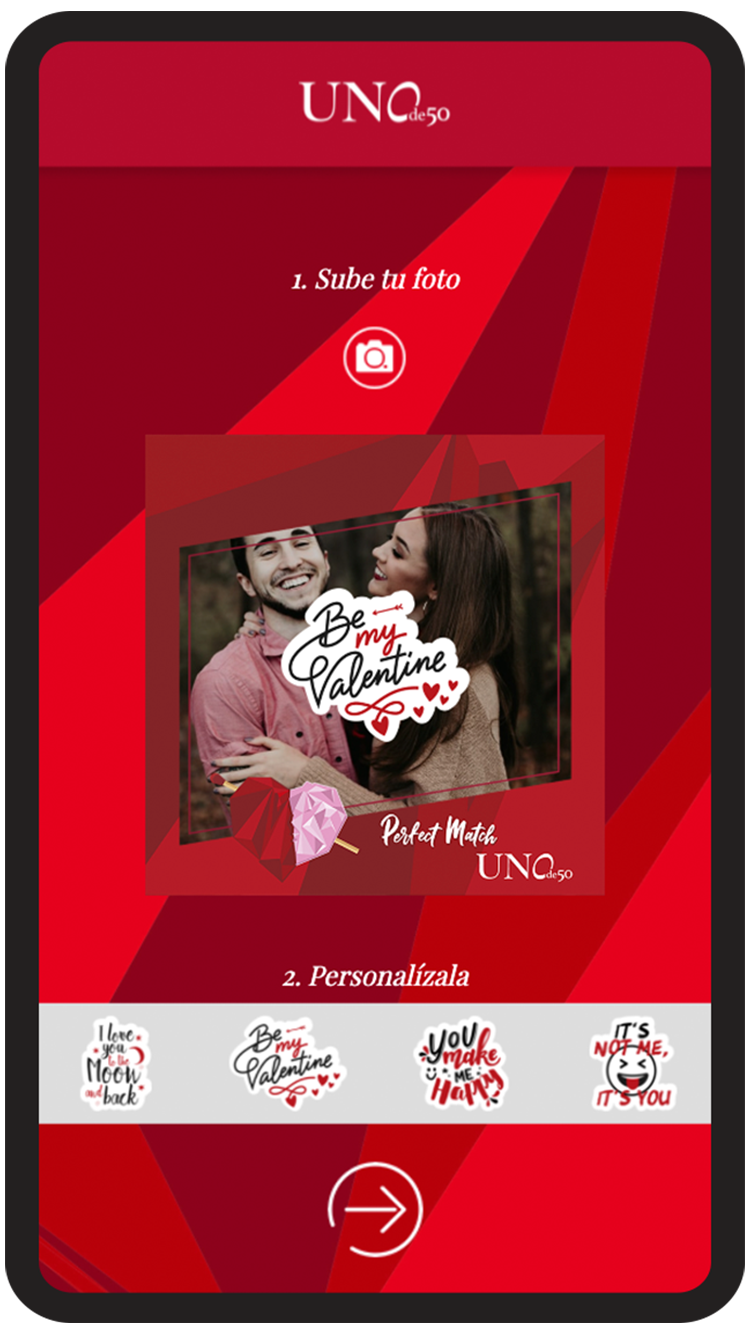 UNOde50
1. Sube tu foto
Be
my
Valentine
Perfect Match
UNOde50
2. Personalízala
I love
you
to the
Moon
and back
Be
my
Valentine
YOU
make
ME
HAPPY
IT'S
NOT ME,
IT'S YOU